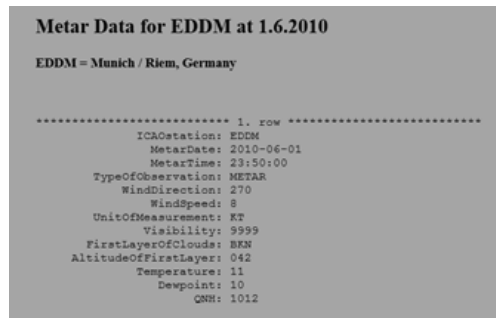 Metar Data for EDDM at 1.6.2010
EDDM = Munich / Riem, Germany
*************************** 1. row ***************************
ICAOstation: EDDM
MetarDate: 2010-06-01
MetarTime: 23:50:00
TypeOfObservation: METAR
WindDirection: 270
WindSpeed: 8
UnitOfMeasurement: KT
Visibility: 9999
FirstLayerOfClouds: BKN
AltitudeOfFirstLayer: 042
Temperature: 11
Dewpoint: 10
QNH: 1012